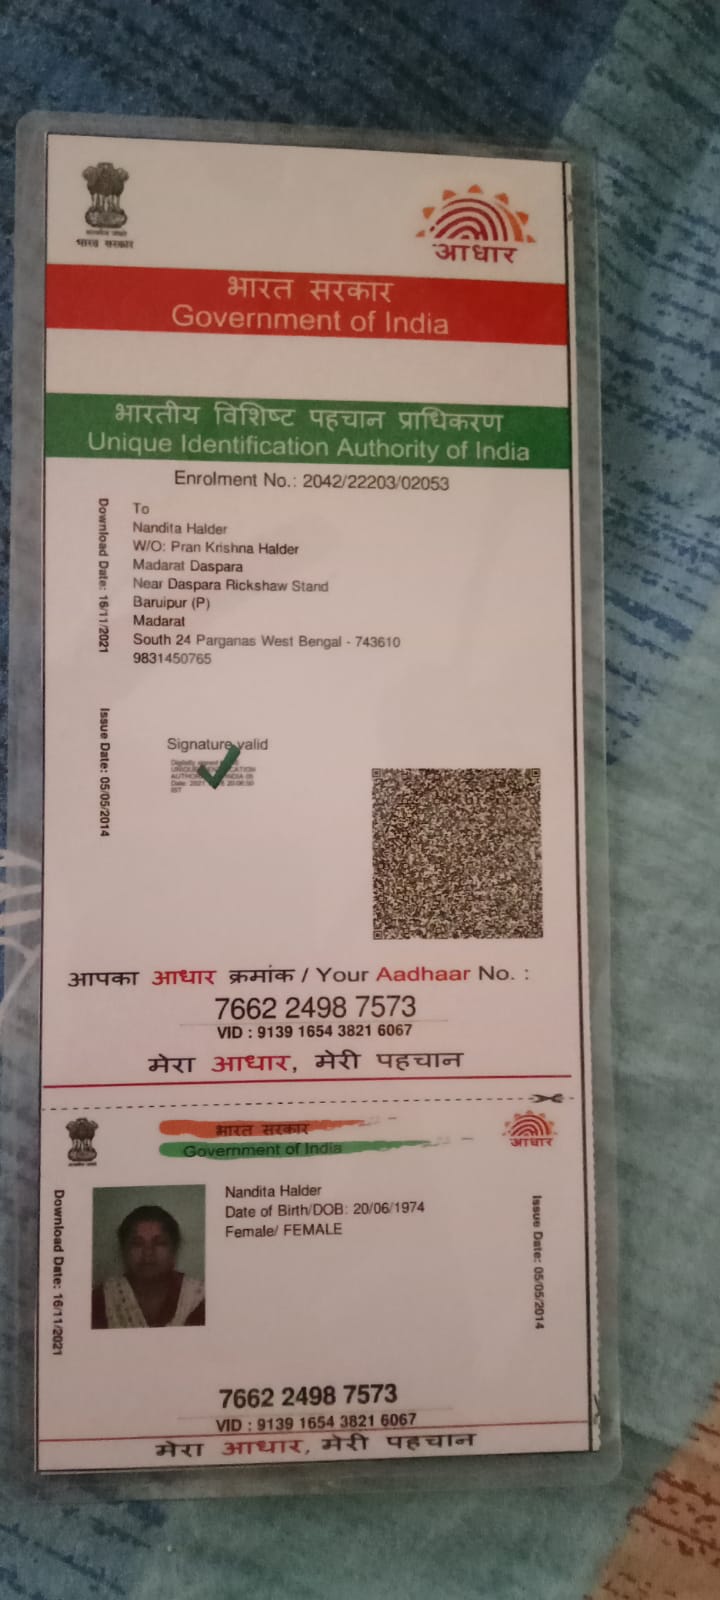 भारत सरकार
आधार
भारत सरकार
Government of India
भारतीय विशिष्ट पहचान प्राधिकरण
Unique Identification Authority of India
Enrolment No.: 2042/22203/02053
To
Nandita Halder
W/O: Pran Krishna Halder
Madarat Daspara
Near Daspara Rickshaw Stand
Baruipur (P)
Madarat
South 24 Parganas West Bengal - 743610
9831450765
Download Date: 16/11/2021
Issue Date: 05/05/2014
Signature valid
Digitally signed
आपका आधार क्रमांक / Your Aadhaar No. :
7662 2498 7573
VID : 9139 1654 3821 6067
मेरा आधार, मेरी पहचान
भारत सरकार
Government of India
आधार
Nandita Halder
Date of Birth/DOB: 20/06/1974
Female/ FEMALE
Download Date: 16/11/2021
Issue Date: 05/05/2014
7662 2498 7573
VID : 9139 1654 3821 6067
मेरा आधार, मेरी पहचान